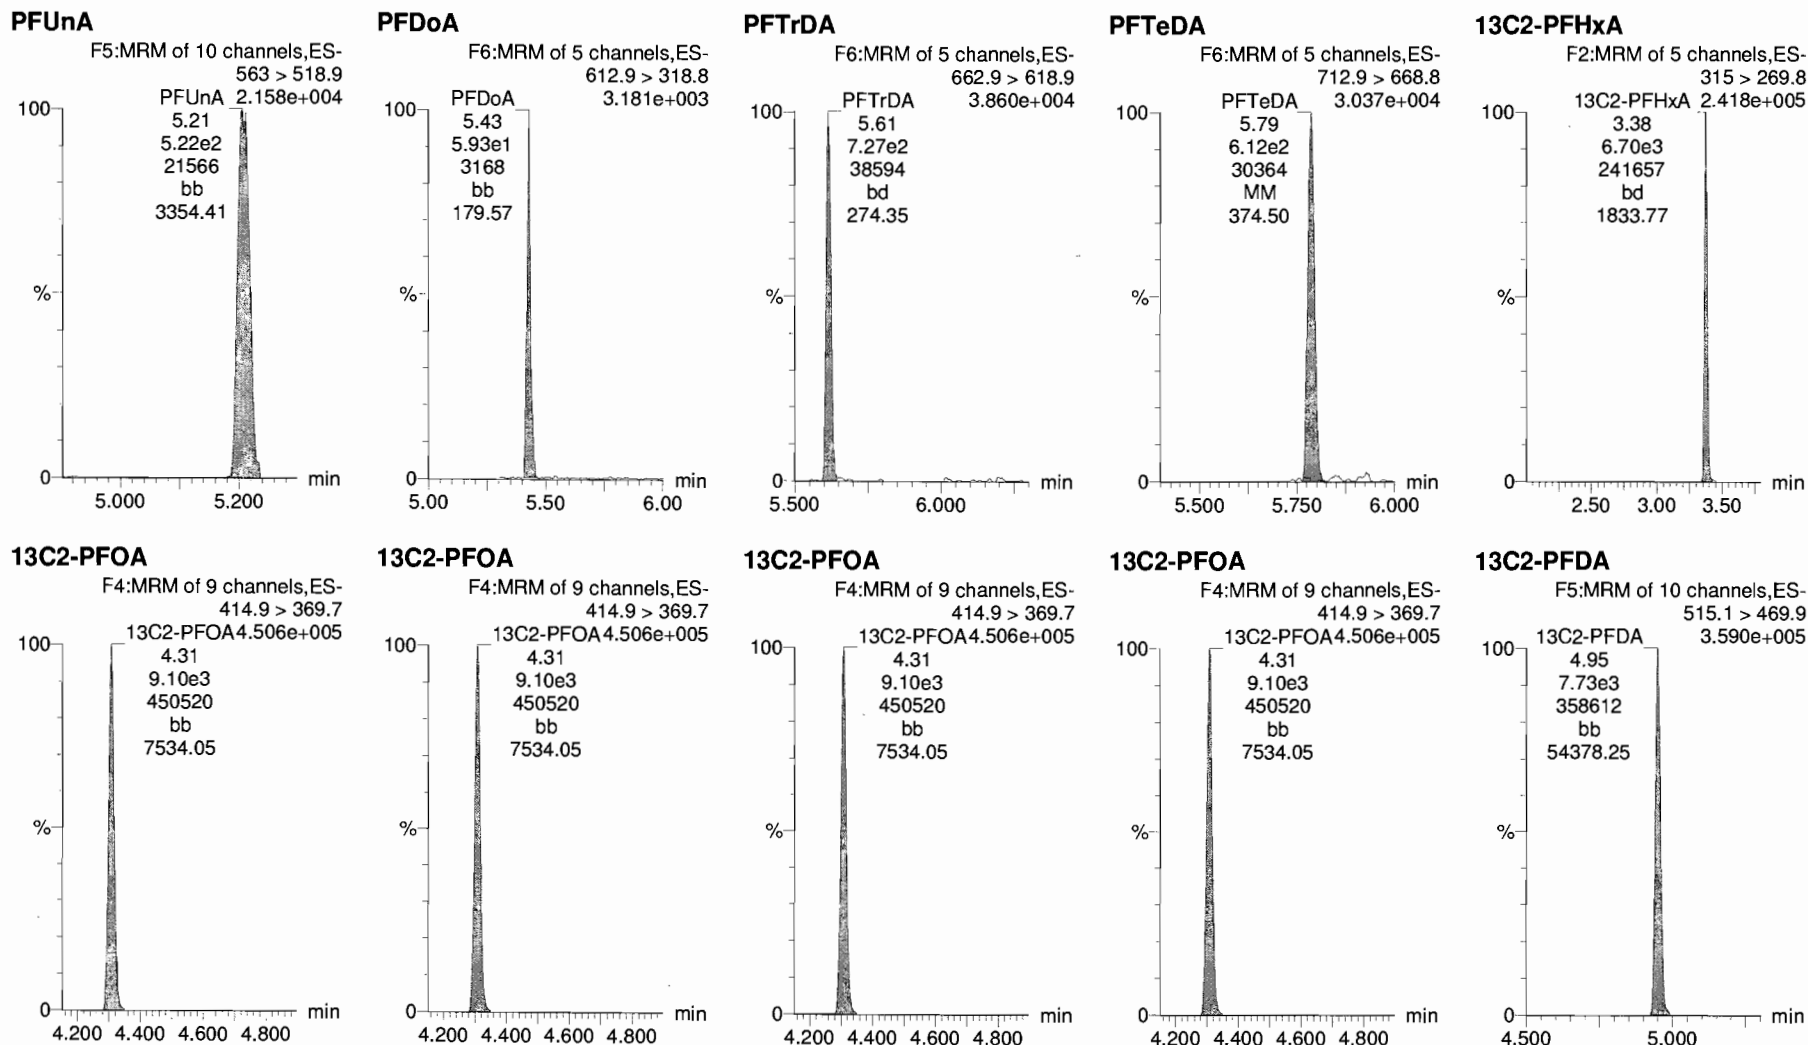 PFUnA
F5:MRM of 10 channels,ES-
563 > 518.9
PFUnA 2.158e+004
5.21
5.22e2
21566
bb
3354.41
100
%
0
5.000 5.200 min
PFDoA
F6:MRM of 5 channels,ES-
612.9 > 318.8
PFDoA 3.181e+003
5.43
5.93e1
3168
bb
179.57
100
%
0
5.00 5.50 6.00 min
PFTrDA
F6:MRM of 5 channels,ES-
662.9 > 618.9
PFTrDA 3.860e+004
5.61
7.27e2
38594
bd
274.35
100
%
0
5.500 6.000 min
PFTeDA
F6:MRM of 5 channels,ES-
712.9 > 668.8
PFTeDA 3.037e+004
5.79
6.12e2
30364
MM
374.50
100
%
0
5.500 5.750 6.000 min
13C2-PFHxA
F2:MRM of 5 channels,ES-
315 > 269.8
13C2-PFHxA 2.418e+005
3.38
6.70e3
241657
bd
1833.77
100
%
0
2.50 3.00 3.50 min
13C2-PFOA
F4:MRM of 9 channels,ES-
414.9 > 369.7
13C2-PFOA 4.506e+005
4.31
9.10e3
450520
bb
7534.05
100
%
0
4.200 4.400 4.600 4.800 min
13C2-PFOA
F4:MRM of 9 channels,ES-
414.9 > 369.7
13C2-PFOA 4.506e+005
4.31
9.10e3
450520
bb
7534.05
100
%
0
4.200 4.400 4.600 4.800 min
13C2-PFOA
F4:MRM of 9 channels,ES-
414.9 > 369.7
13C2-PFOA 4.506e+005
4.31
9.10e3
450520
bb
7534.05
100
%
0
4.200 4.400 4.600 4.800 min
13C2-PFOA
F4:MRM of 9 channels,ES-
414.9 > 369.7
13C2-PFOA 4.506e+005
4.31
9.10e3
450520
bb
7534.05
100
%
0
4.200 4.400 4.600 4.800 min
13C2-PFDA
F5:MRM of 10 channels,ES-
515.1 > 469.9
13C2-PFDA 3.590e+005
4.95
7.73e3
358612
bb
54378.25
100
%
0
4.500 5.000 min